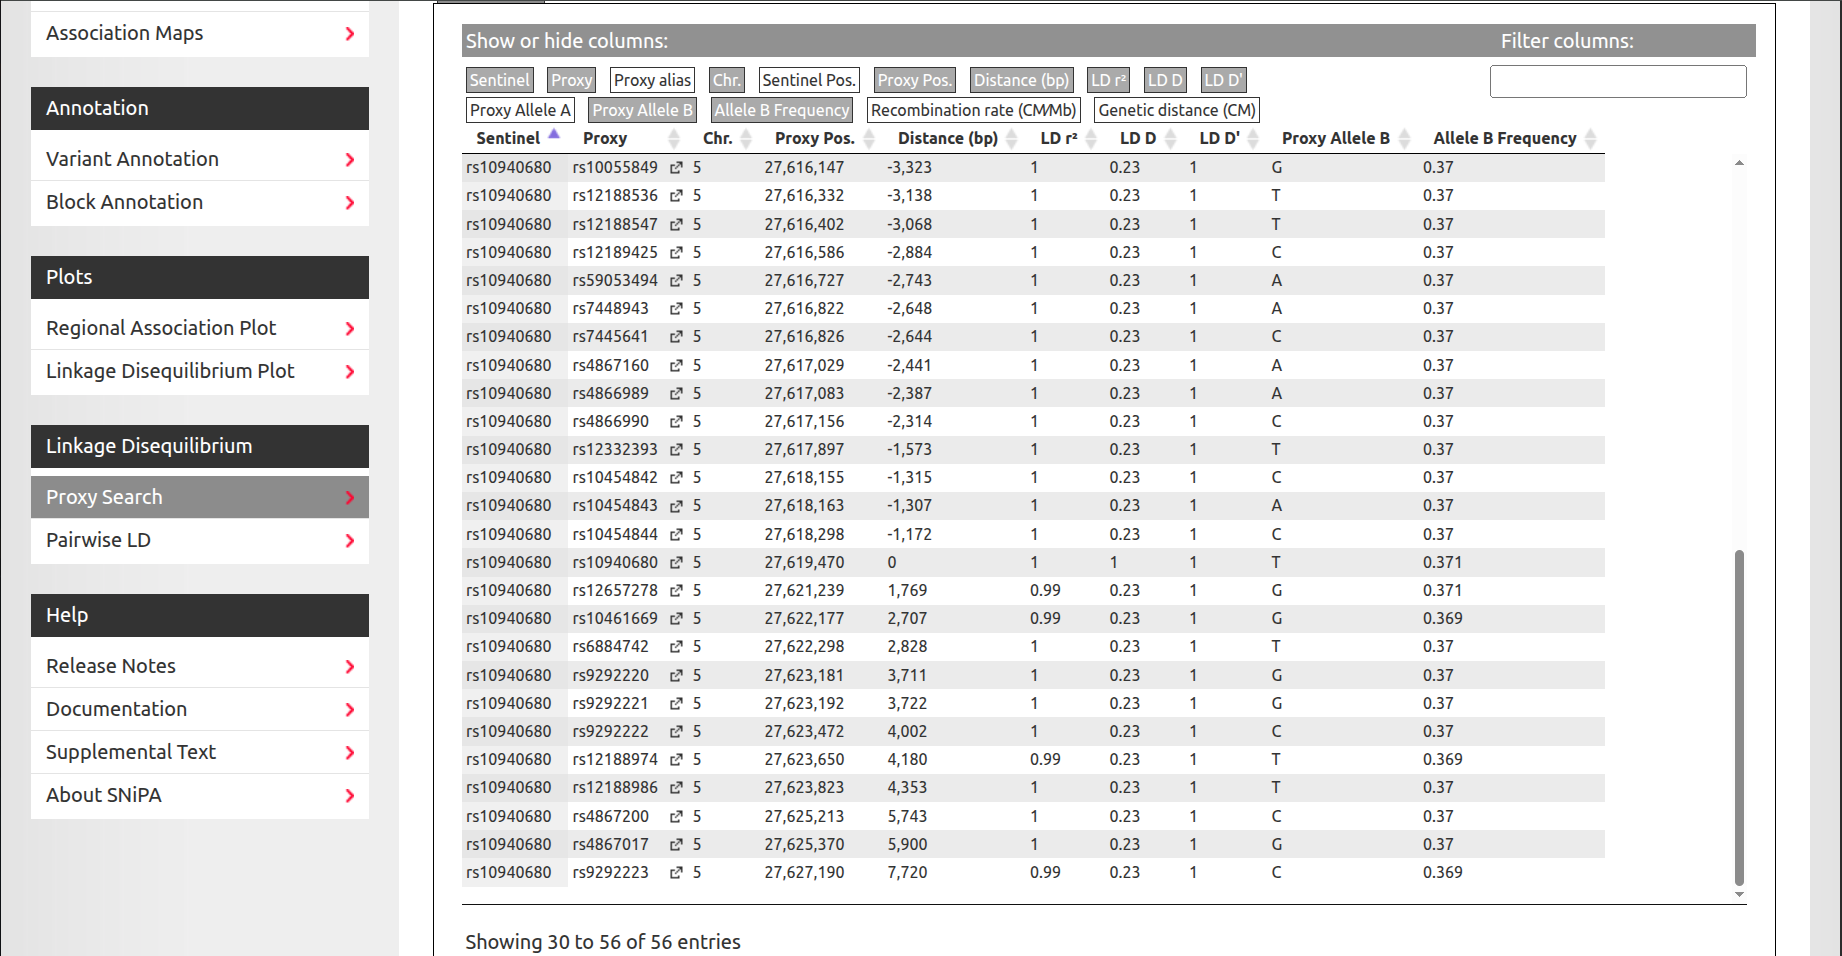 Association Maps
Annotation
Variant Annotation
Block Annotation
Plots
Regional Association Plot
Linkage Disequilibrium Plot
Linkage Disequilibrium
Proxy Search
Pairwise LD
Help
Release Notes
Documentation
Supplemental Text
About SNiPA
Show or hide columns: Filter columns:
Sentinel Proxy Proxy alias Chr. Sentinel Pos. Proxy Pos. Distance (bp) LD r² LD D LD D'
Proxy Allele A Proxy Allele B Allele B Frequency Recombination rate (CM/Mb) Genetic distance (CM)
Sentinel Proxy Chr. Proxy Pos. Distance (bp) LD r² LD D LD D' Proxy Allele B Allele B Frequency
rs10940680 rs10055849 5 27,616,147 -3,323 1 0.23 1 G 0.37
rs10940680 rs12188536 5 27,616,332 -3,138 1 0.23 1 T 0.37
rs10940680 rs12188547 5 27,616,402 -3,068 1 0.23 1 T 0.37
rs10940680 rs12189425 5 27,616,586 -2,884 1 0.23 1 C 0.37
rs10940680 rs59053494 5 27,616,727 -2,743 1 0.23 1 A 0.37
rs10940680 rs7448943 5 27,616,822 -2,648 1 0.23 1 A 0.37
rs10940680 rs7445641 5 27,616,826 -2,644 1 0.23 1 C 0.37
rs10940680 rs4867160 5 27,617,029 -2,441 1 0.23 1 A 0.37
rs10940680 rs4866989 5 27,617,083 -2,387 1 0.23 1 A 0.37
rs10940680 rs4866990 5 27,617,156 -2,314 1 0.23 1 C 0.37
rs10940680 rs12332393 5 27,617,897 -1,573 1 0.23 1 T 0.37
rs10940680 rs10454842 5 27,618,155 -1,315 1 0.23 1 C 0.37
rs10940680 rs10454843 5 27,618,163 -1,307 1 0.23 1 A 0.37
rs10940680 rs10454844 5 27,618,298 -1,172 1 0.23 1 C 0.37
rs10940680 rs10940680 5 27,619,470 0 1 1 1 T 0.371
rs10940680 rs12657278 5 27,621,239 1,769 0.99 0.23 1 G 0.371
rs10940680 rs10461669 5 27,622,177 2,707 0.99 0.23 1 G 0.369
rs10940680 rs6884742 5 27,622,298 2,828 1 0.23 1 T 0.37
rs10940680 rs9292220 5 27,623,181 3,711 1 0.23 1 G 0.37
rs10940680 rs9292221 5 27,623,192 3,722 1 0.23 1 G 0.37
rs10940680 rs9292222 5 27,623,472 4,002 1 0.23 1 C 0.37
rs10940680 rs12188974 5 27,623,650 4,180 0.99 0.23 1 T 0.369
rs10940680 rs12188986 5 27,623,823 4,353 1 0.23 1 T 0.37
rs10940680 rs4867200 5 27,625,213 5,743 1 0.23 1 C 0.37
rs10940680 rs4867017 5 27,625,370 5,900 1 0.23 1 G 0.37
rs10940680 rs9292223 5 27,627,190 7,720 0.99 0.23 1 C 0.369
Showing 30 to 56 of 56 entries